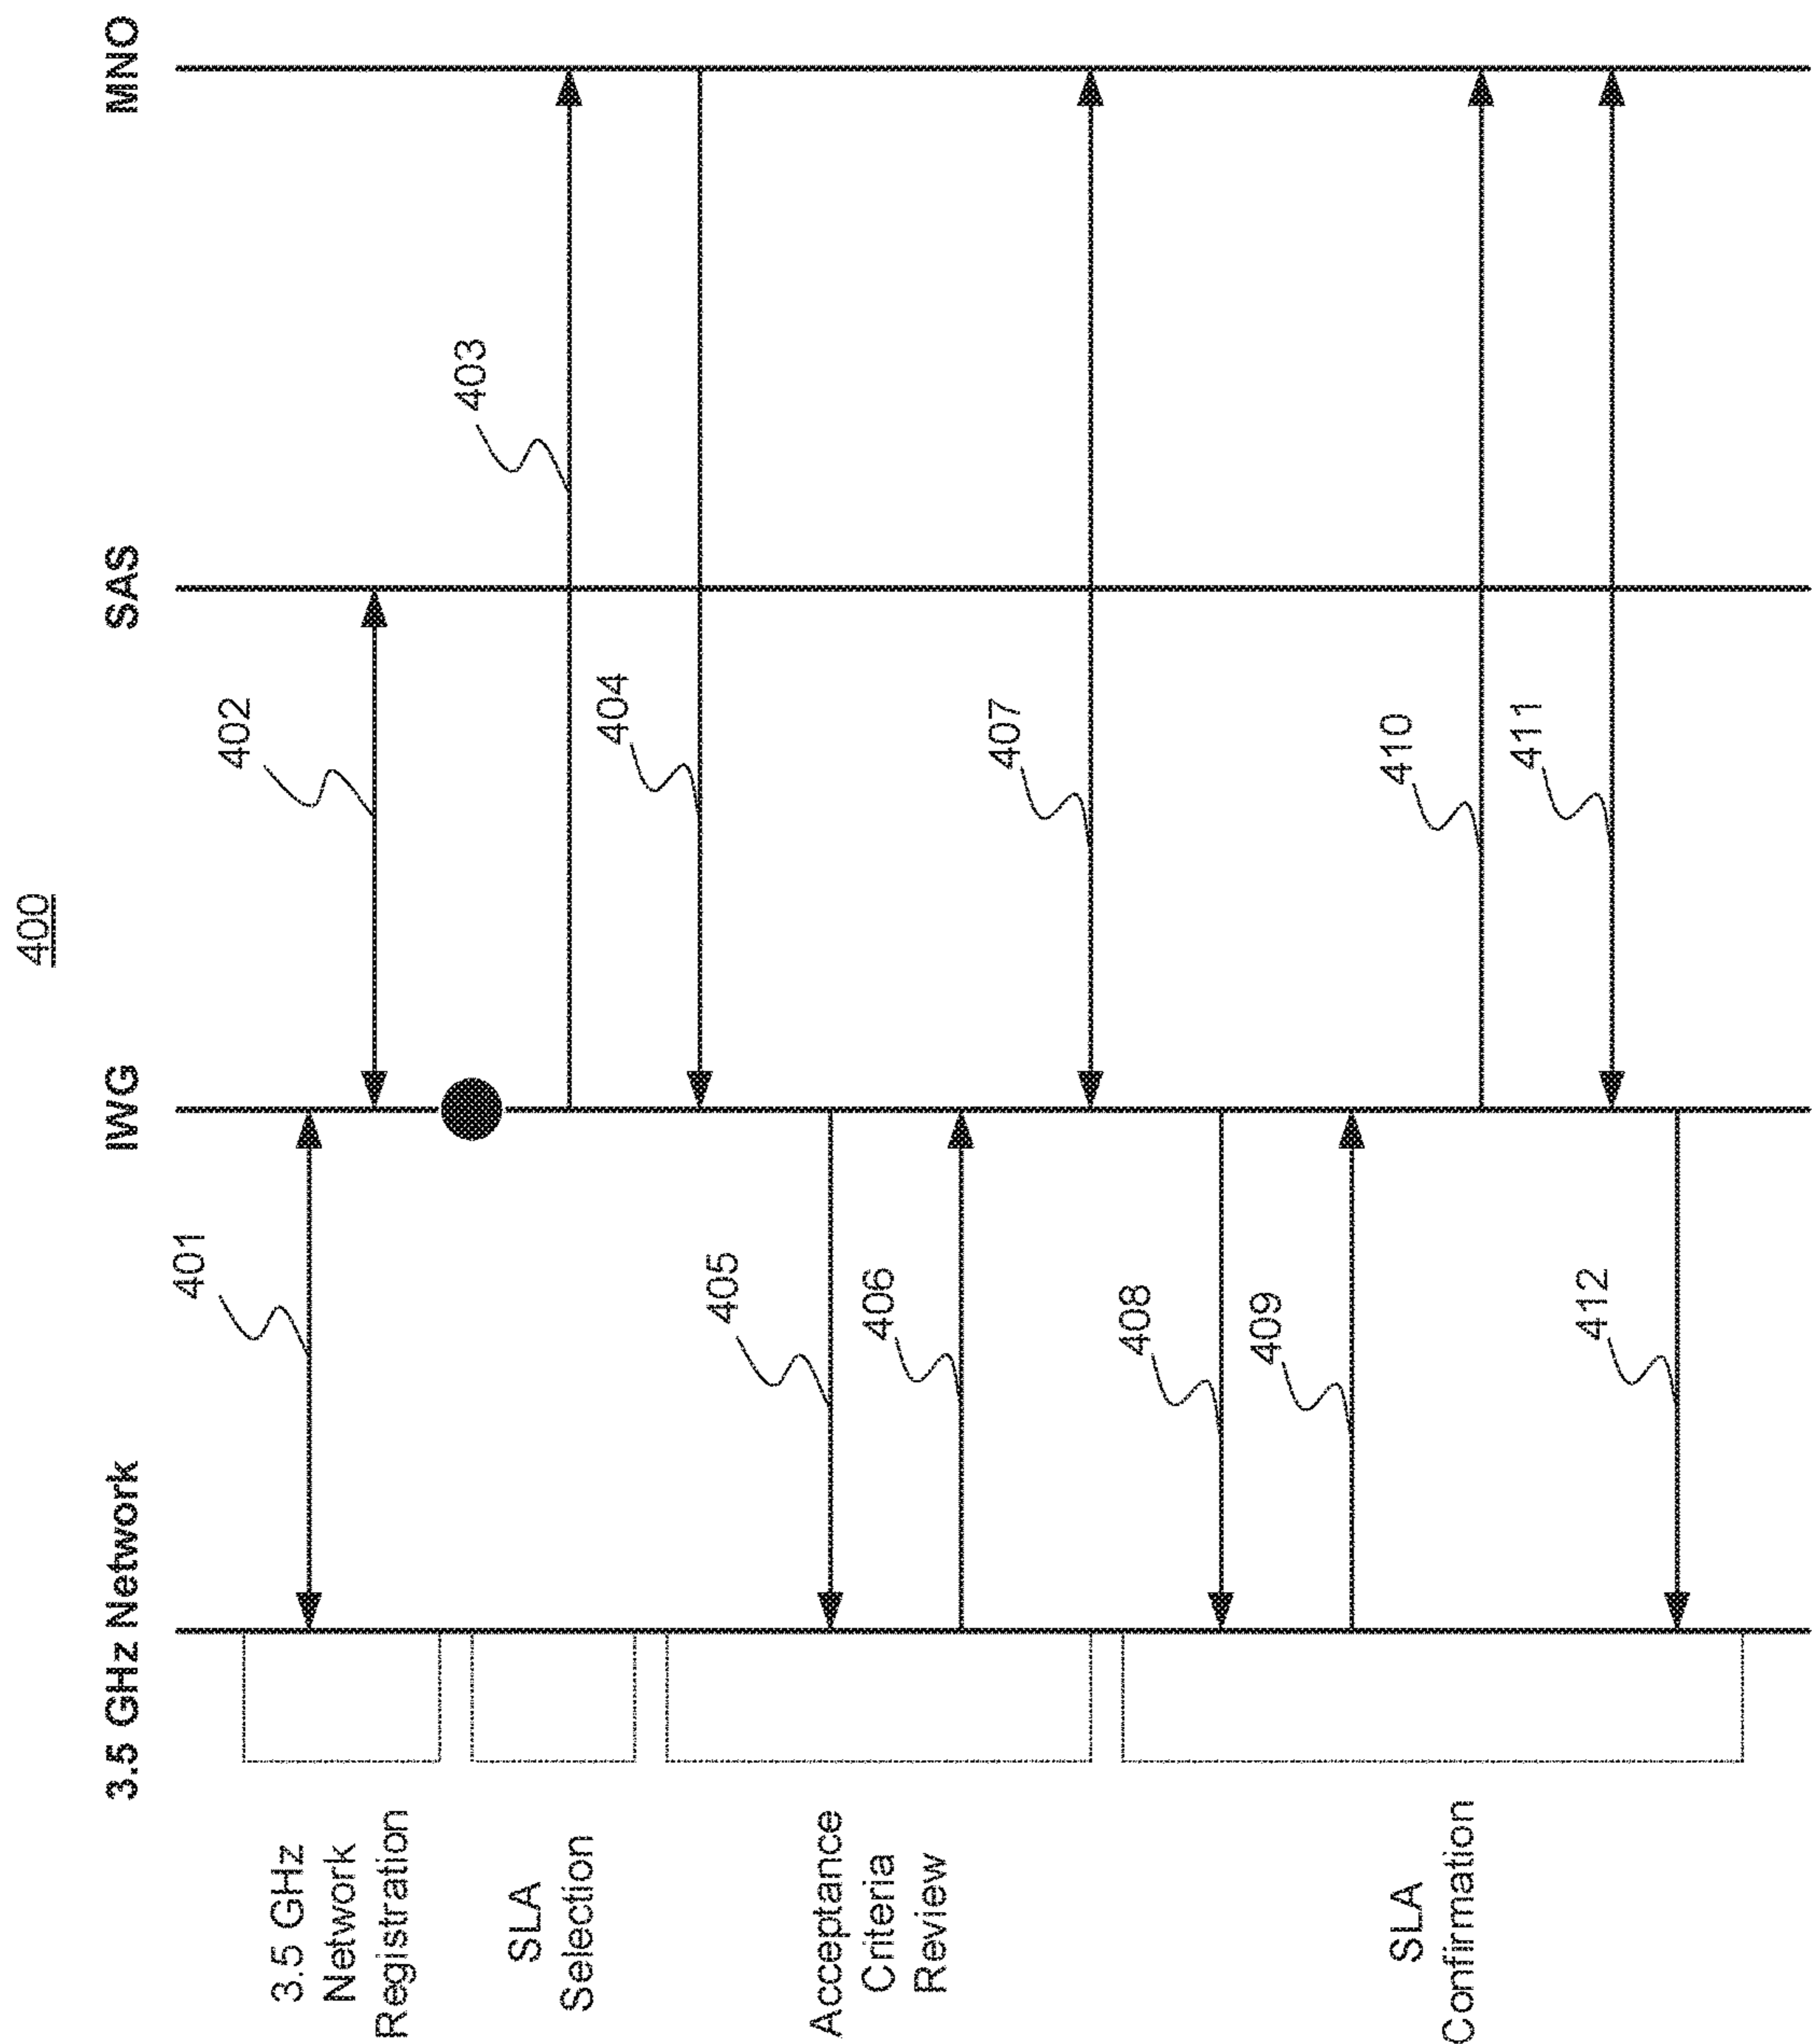 400
3.5 GHz Network
IWG
SAS
MNO
3.5 GHz
Network
Registration
401
402
SLA
Selection
403
404
Acceptance
Criteria
Review
405
406
407
SLA
Confirmation
408
409
410
411
412